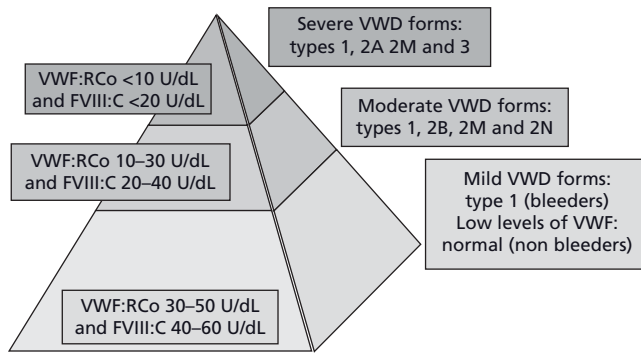 Severe VWD forms:
types 1, 2A 2M and 3
VWF:RCo <10 U/dL
and FVIII:C <20 U/dL
Moderate VWD forms:
types 1, 2B, 2M and 2N
VWF:RCo 10–30 U/dL
and FVIII:C 20–40 U/dL
Mild VWD forms:
type 1 (bleeders)
Low levels of VWF:
normal (non bleeders)
VWF:RCo 30–50 U/dL
and FVIII:C 40–60 U/dL